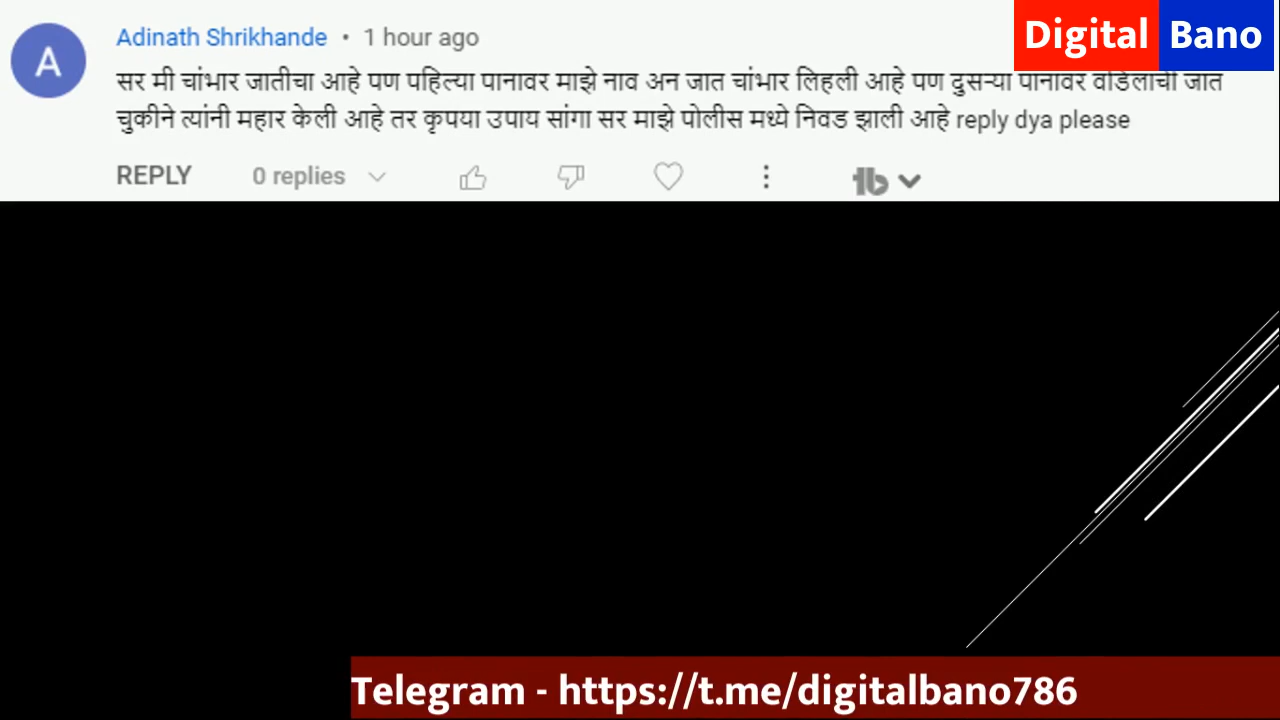 Adinath Shrikhande • 1 hour ago
Digital Bano
A
सर मी चांभार जातीचा आहे पण पहिल्या पानावर माझे नाव अन जात चांभार लिहली आहे पण दुसऱ्या पानावर वडिलांची जात
चुकीने त्यांनी महार केली आहे तर कृपया उपाय सांगा सर माझे पोलीस मध्ये निवड झाली आहे reply dya please
REPLY 0 replies
Telegram - https://t.me/digitalbano786